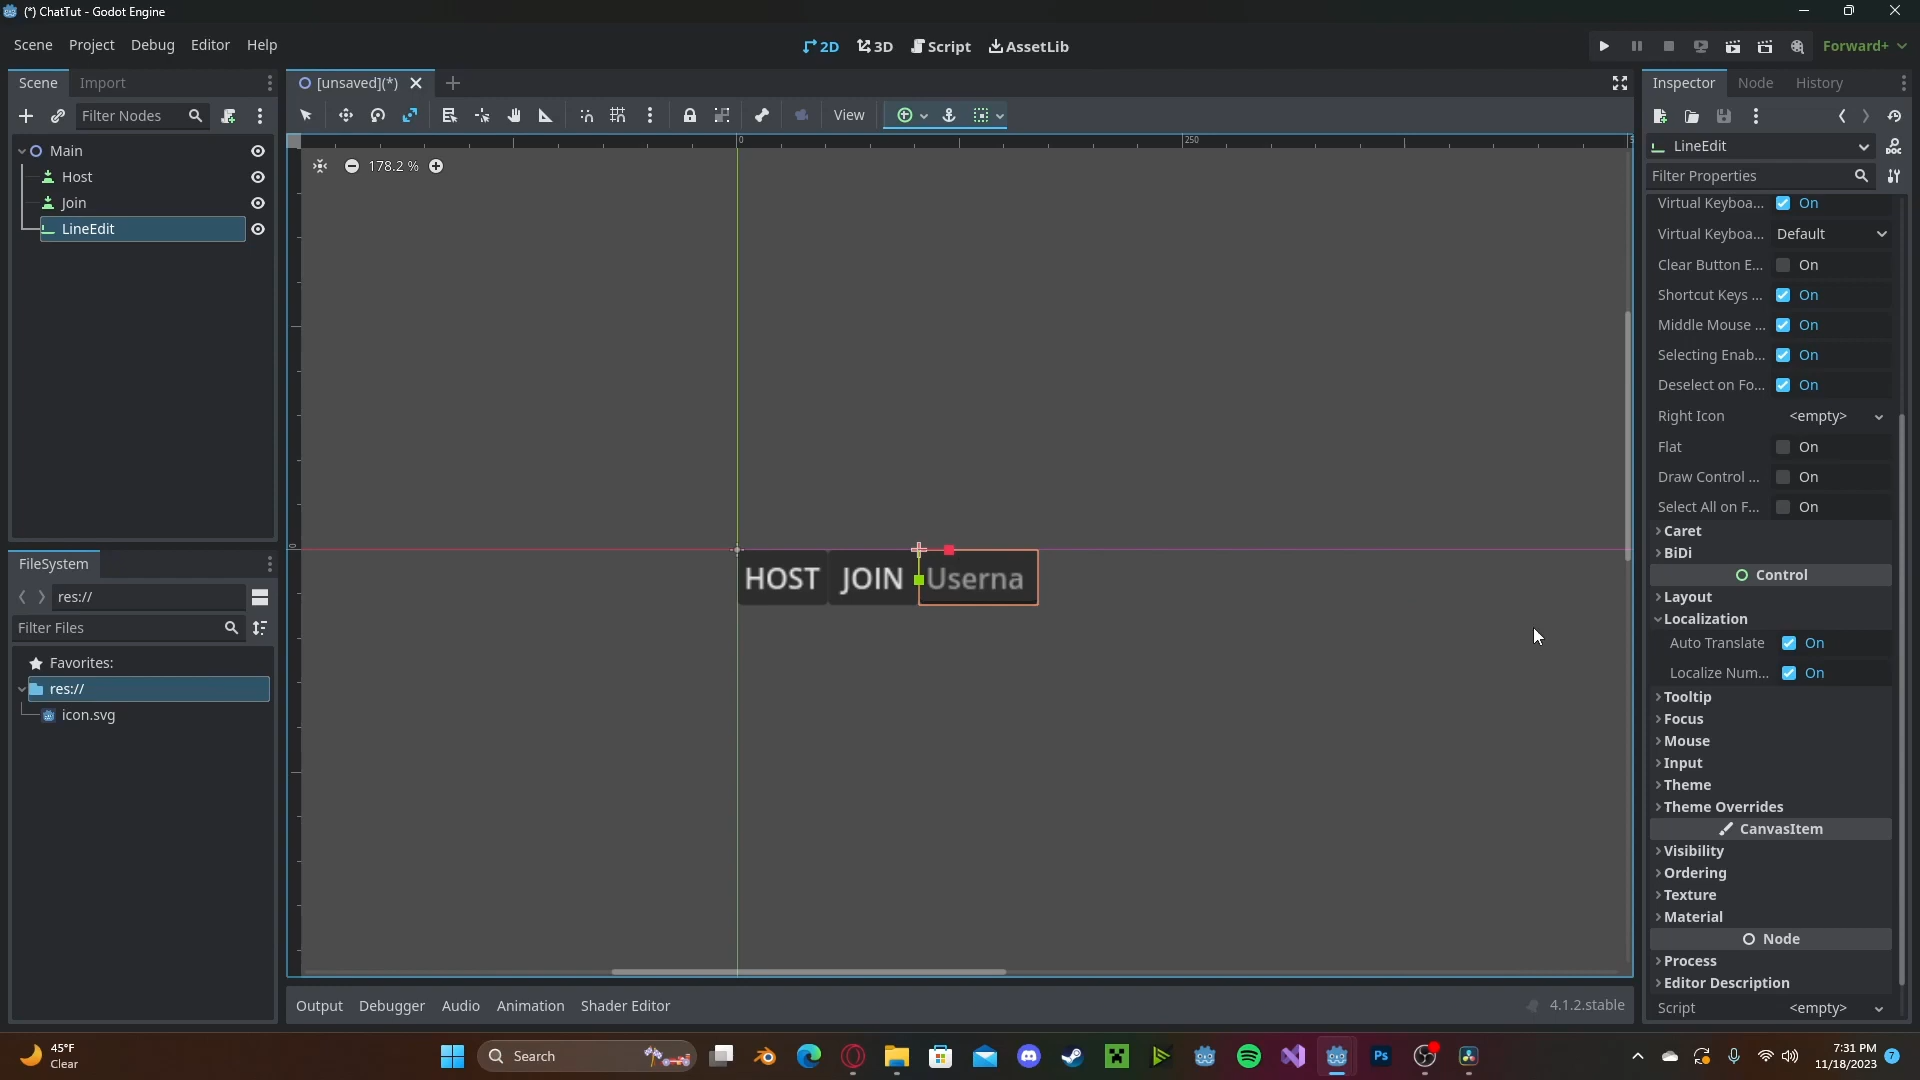 (*) ChatTut - Godot Engine
Scene Project Debug Editor Help
2D 3D Script AssetLib
Forward+
Scene Import
Filter Nodes
Main
Host
Join
LineEdit
FileSystem
res://
Filter Files
Favorites:
res://
icon.svg
[unsaved](*)
View
0
250
5
178.2 %
0
HOST JOIN Userna
Output Debugger Audio Animation Shader Editor
4.1.2.stable
Inspector Node History
LineEdit
Filter Properties
Virtual Keyboa... On
Virtual Keyboa... Default
Clear Button E... On
Shortcut Keys ... On
Middle Mouse ... On
Selecting Enab... On
Deselect on Fo... On
Right Icon <empty>
Flat On
Draw Control ... On
Select All on F... On
Caret
BiDi
Control
Layout
Localization
Auto Translate On
Localize Num... On
Tooltip
Focus
Mouse
Input
Theme
Theme Overrides
CanvasItem
Visibility
Ordering
Texture
Material
Node
Process
Editor Description
Script <empty>
45°F
Clear
Search
Ps
7:31 PM
11/18/2023
7